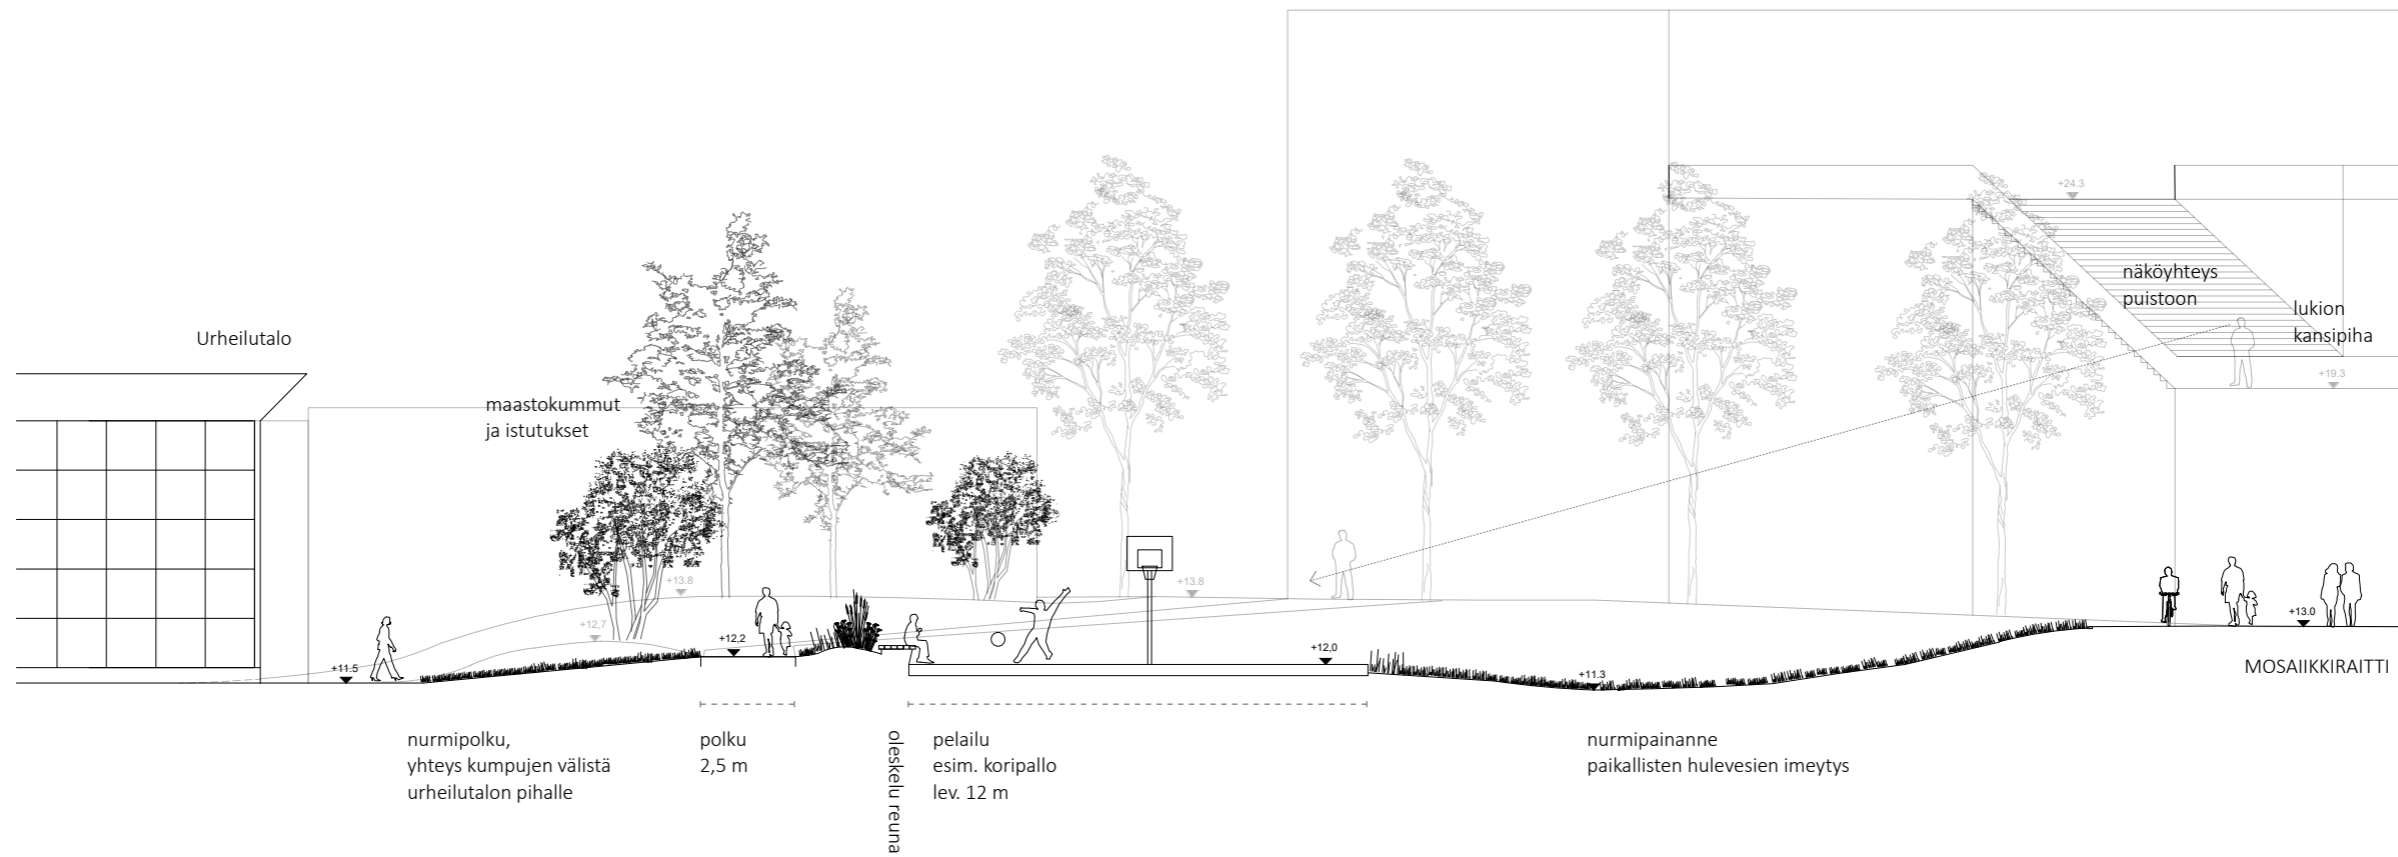 +24.3
näköyhteys
puistoon
lukion
kansipiha
Urheilutalo
+19.3
maastokummut
ja istutukset
+13.8
+13.8
+12,7
+12,2
+13.0
+12,0
+11.5
+11.3
MOSAIIKKIRAITTI
nurmipolku,
yhteys kumpujen välistä
urheilutalon pihalle
polku
2,5 m
oleskelu reuna
pelailu
esim. koripallo
lev. 12 m
nurmipainanne
paikallisten hulevesien imeytys